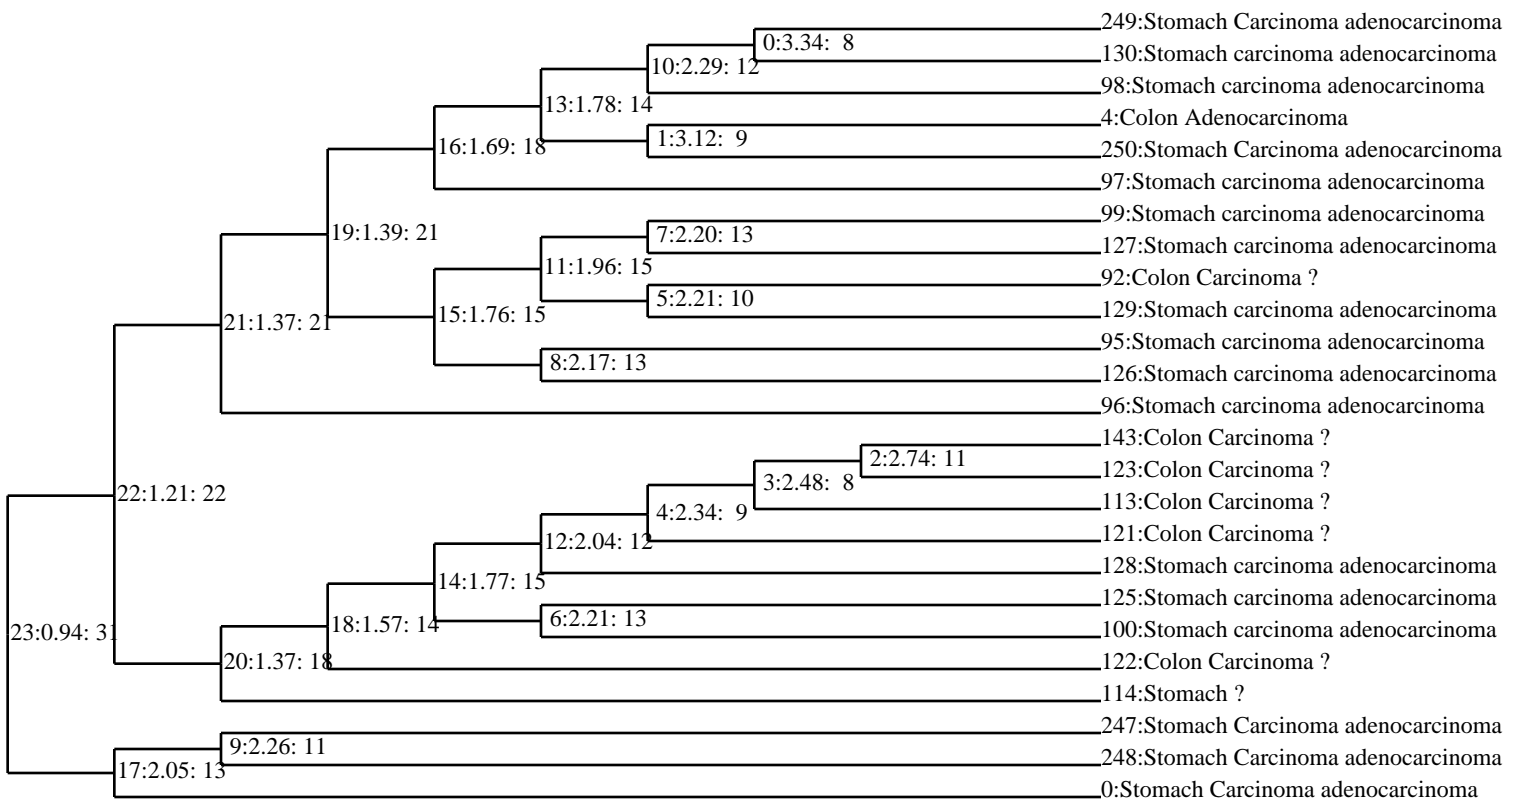 249:Stomach Carcinoma adenocarcinoma
0:3.34: 8
130:Stomach carcinoma adenocarcinoma
10:2.29: 12
98:Stomach carcinoma adenocarcinoma
13:1.78: 14
4:Colon Adenocarcinoma
1:3.12: 9
16:1.69: 18
250:Stomach Carcinoma adenocarcinoma
97:Stomach carcinoma adenocarcinoma
99:Stomach carcinoma adenocarcinoma
19:1.39: 21
7:2.20: 13
127:Stomach carcinoma adenocarcinoma
11:1.96: 15
92:Colon Carcinoma ?
5:2.21: 10
129:Stomach carcinoma adenocarcinoma
15:1.76: 15
21:1.37: 21
95:Stomach carcinoma adenocarcinoma
8:2.17: 13
126:Stomach carcinoma adenocarcinoma
96:Stomach carcinoma adenocarcinoma
143:Colon Carcinoma ?
2:2.74: 11
123:Colon Carcinoma ?
3:2.48: 8
22:1.21: 22
113:Colon Carcinoma ?
4:2.34: 9
121:Colon Carcinoma ?
12:2.04: 12
128:Stomach carcinoma adenocarcinoma
14:1.77: 15
125:Stomach carcinoma adenocarcinoma
6:2.21: 13
18:1.57: 14
100:Stomach carcinoma adenocarcinoma
23:0.94: 31
122:Colon Carcinoma ?
20:1.37: 18
114:Stomach ?
247:Stomach Carcinoma adenocarcinoma
9:2.26: 11
248:Stomach Carcinoma adenocarcinoma
17:2.05: 13
0:Stomach Carcinoma adenocarcinoma